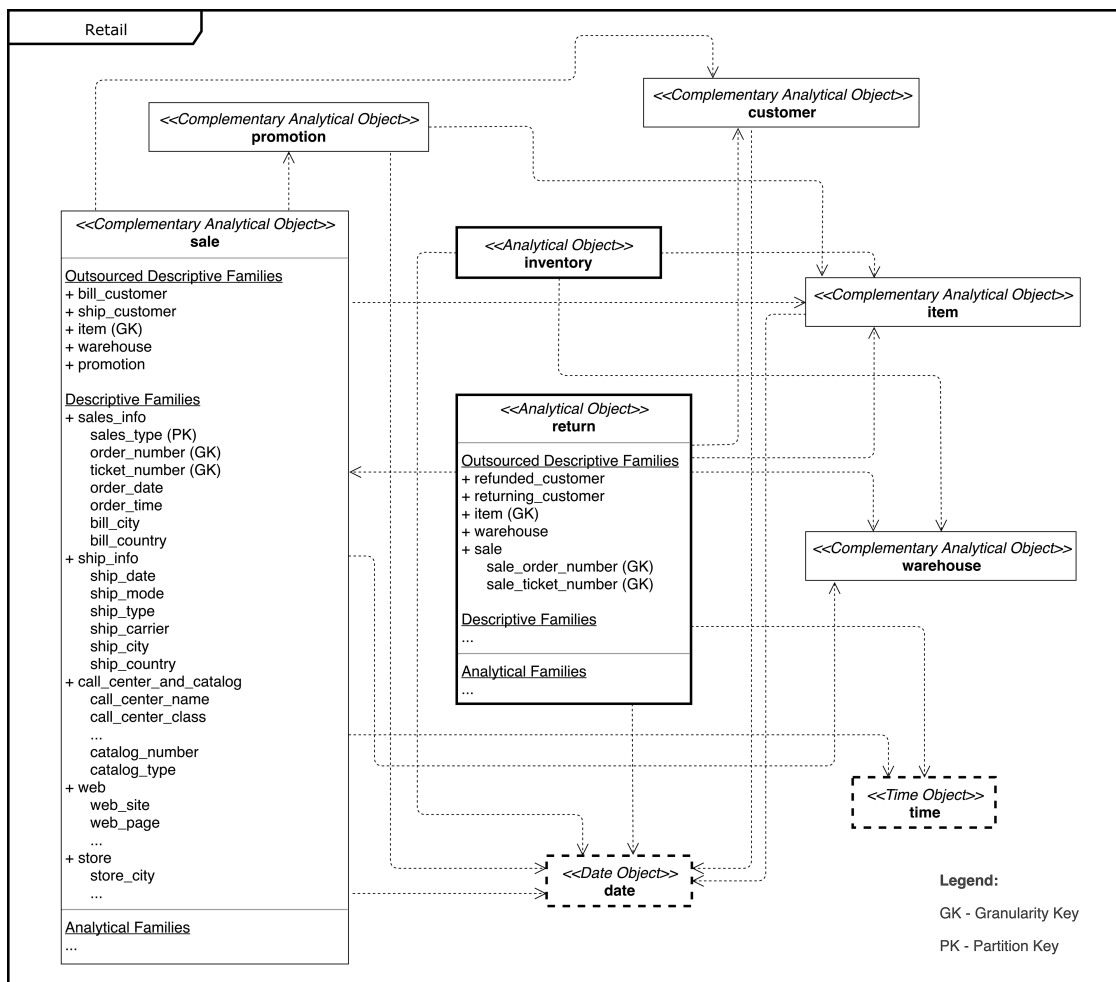 Retail
<<Complementary Analytical Object>>
customer
<<Complementary Analytical Object>>
promotion
<<Complementary Analytical Object>>
sale
Outsourced Descriptive Families
+ bill_customer
+ ship_customer
+ item (GK)
+ warehouse
+ promotion
Descriptive Families
+ sales_info
sales_type (PK)
order_number (GK)
ticket_number (GK)
order_date
order_time
bill_city
bill_country
+ ship_info
ship_date
ship_mode
ship_type
ship_carrier
ship_city
ship_country
+ call_center_and_catalog
call_center_name
call_center_class
...
catalog_number
catalog_type
+ web
web_site
web_page
...
+ store
store_city
...
Analytical Families
...
<<Analytical Object>>
inventory
<<Complementary Analytical Object>>
item
<<Analytical Object>>
return
Outsourced Descriptive Families
+ refunded_customer
+ returning_customer
+ item (GK)
+ warehouse
+ sale
sale_order_number (GK)
sale_ticket_number (GK)
Descriptive Families
...
Analytical Families
...
<<Complementary Analytical Object>>
warehouse
<<Time Object>>
time
<<Date Object>>
date
Legend:
GK - Granularity Key
PK - Partition Key